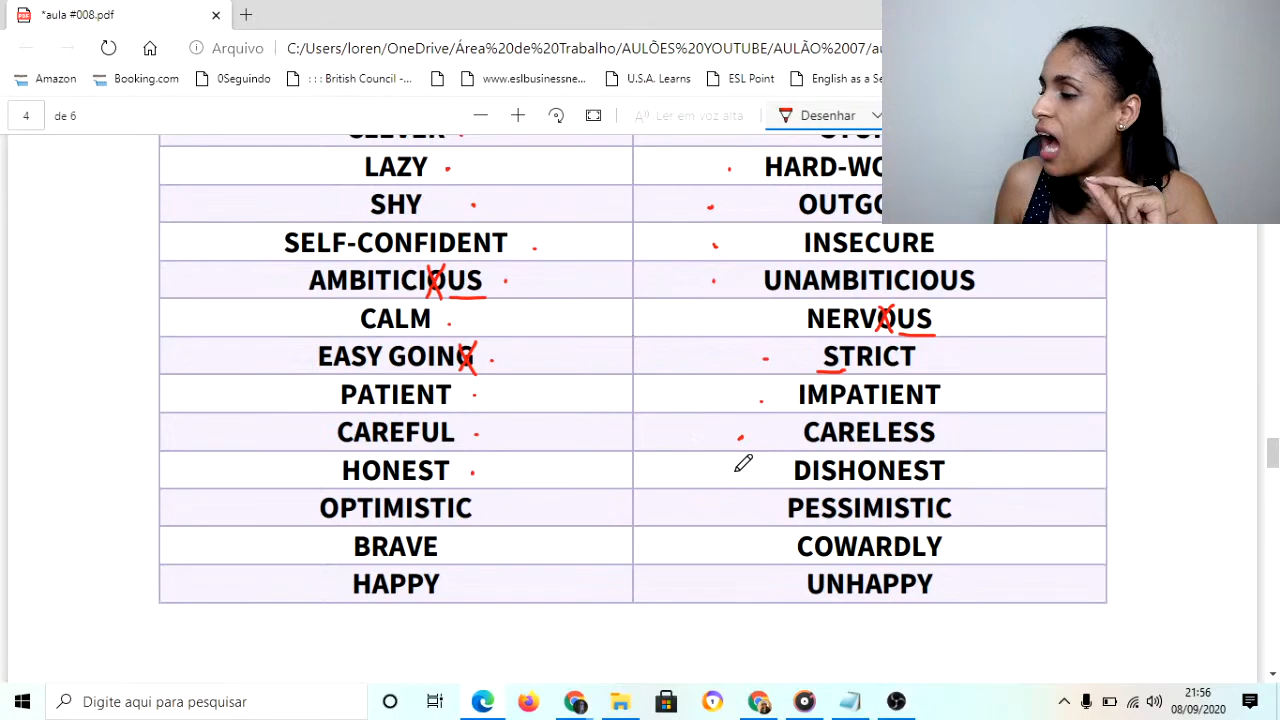 *aula #008.pdf
Arquivo C:/Users/loren/OneDrive/Área%20de%20Trabalho/AULÕES%20YOUTUBE/AULÃO%2007/au
Amazon Booking.com 0Seguindo : : : British Council -... www.eslbusinessne... U.S.A. Learns ESL Point English as a Se
4 de 6 Ler em voz alta Desenhar
CLEVER
LAZY HARD-WO
SHY OUTGO
SELF-CONFIDENT INSECURE
AMBITICIOUS UNAMBITICIOUS
CALM NERVOUS
EASY GOING STRICT
PATIENT IMPATIENT
CAREFUL CARELESS
HONEST DISHONEST
OPTIMISTIC PESSIMISTIC
BRAVE COWARDLY
HAPPY UNHAPPY
Digite aqui para pesquisar 21:56
08/09/2020